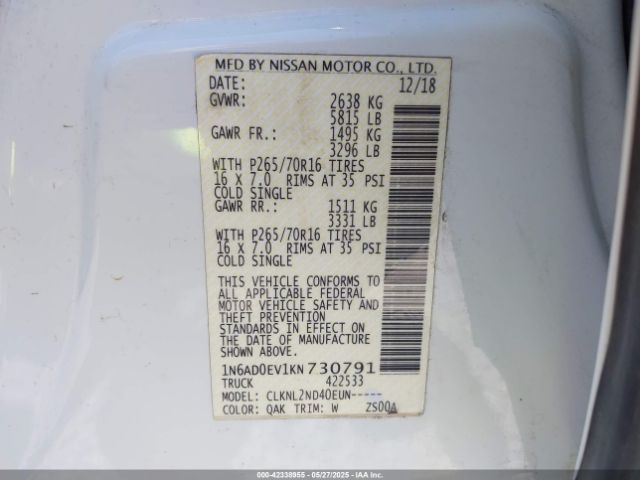 MFD BY NISSAN MOTOR CO., LTD.
DATE: 12/18
GVWR: 2638 KG
5815 LB
GAWR FR.: 1495 KG
3296 LB
WITH P265/70R16 TIRES
16 X 7.0 RIMS AT 35 PSI
COLD SINGLE
GAWR RR.: 1511 KG
3331 LB
WITH P265/70R16 TIRES
16 X 7.0 RIMS AT 35 PSI
COLD SINGLE
THIS VEHICLE CONFORMS TO
ALL APPLICABLE FEDERAL
MOTOR VEHICLE SAFETY AND
THEFT PREVENTION
STANDARDS IN EFFECT ON
THE DATE OF MANUFACTURE
SHOWN ABOVE.
1N6AD0EV1KN 730791
TRUCK 422533
MODEL: CLKNL2ND40EUN-----
COLOR: QAK TRIM: W ZS00A
000-42338955 - 05/27/2025 - IAAI.com